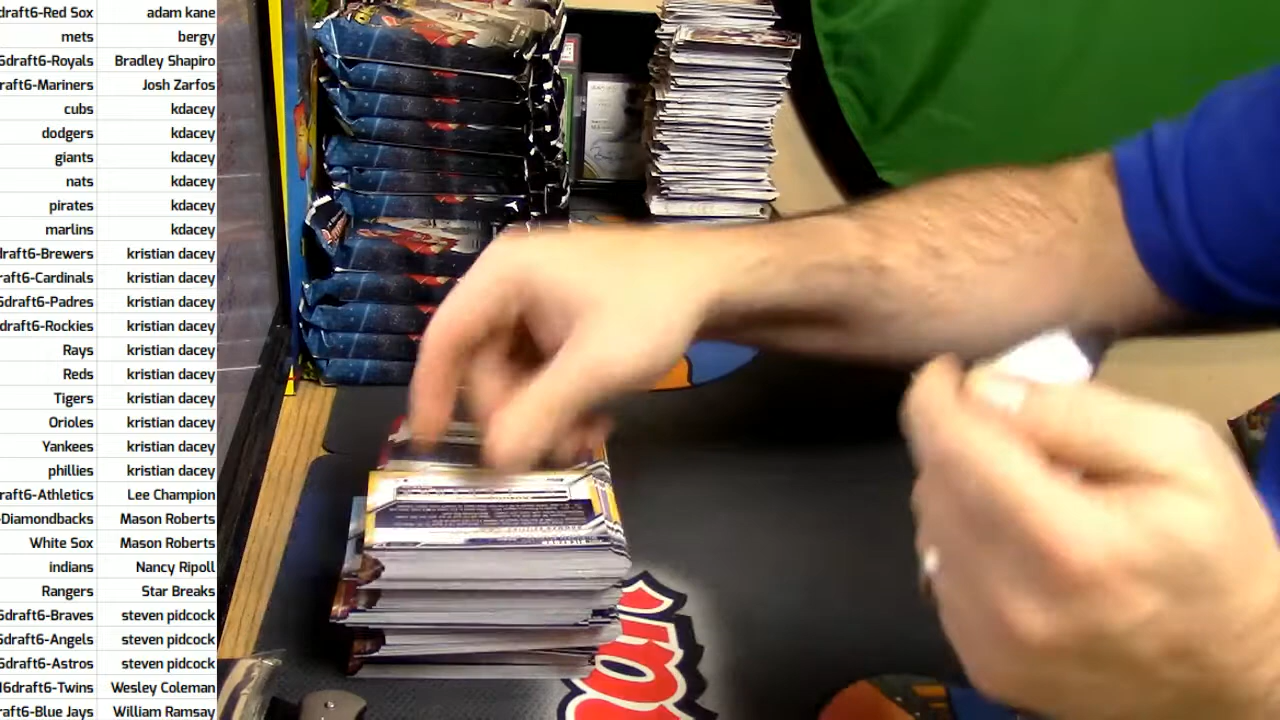 draft6-Red Sox adam kane
mets bergy
6draft6-Royals Bradley Shapiro
raft6-Mariners Josh Zarfos
cubs kdacey
dodgers kdacey
giants kdacey
nats kdacey
pirates kdacey
marlins kdacey
draft6-Brewers kristian dacey
raft6-Cardinals kristian dacey
6draft6-Padres kristian dacey
draft6-Rockies kristian dacey
Rays kristian dacey
Reds kristian dacey
Tigers kristian dacey
Orioles kristian dacey
Yankees kristian dacey
phillies kristian dacey
raft6-Athletics Lee Champion
-Diamondbacks Mason Roberts
White Sox Mason Roberts
indians Nancy Ripoll
Rangers Star Breaks
6draft6-Braves steven pidcock
6draft6-Angels steven pidcock
6draft6-Astros steven pidcock
16draft6-Twins Wesley Coleman
raft6-Blue Jays William Ramsay